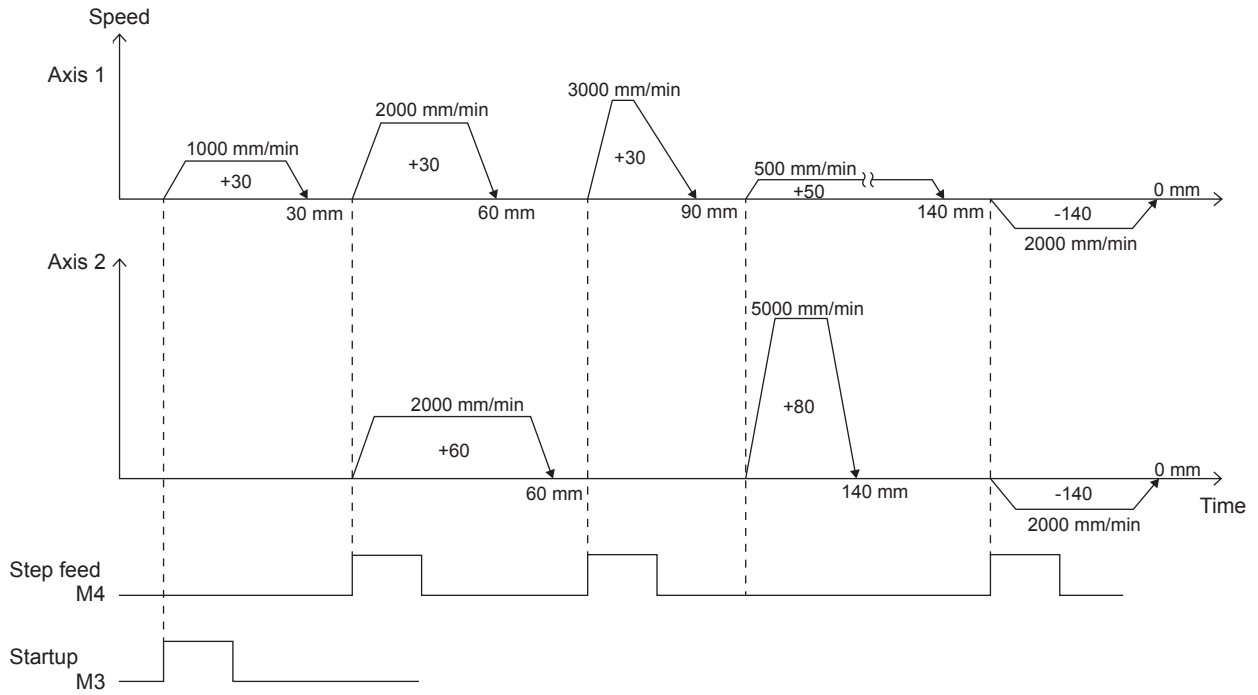 Speed
Axis 1
1000 mm/min
+30
30 mm
2000 mm/min
+30
60 mm
3000 mm/min
+30
90 mm
500 mm/min
+50
140 mm
0 mm
-140
2000 mm/min
Axis 2
2000 mm/min
+60
60 mm
5000 mm/min
+80
140 mm
0 mm
-140
2000 mm/min
Time
Step feed
M4
Startup
M3